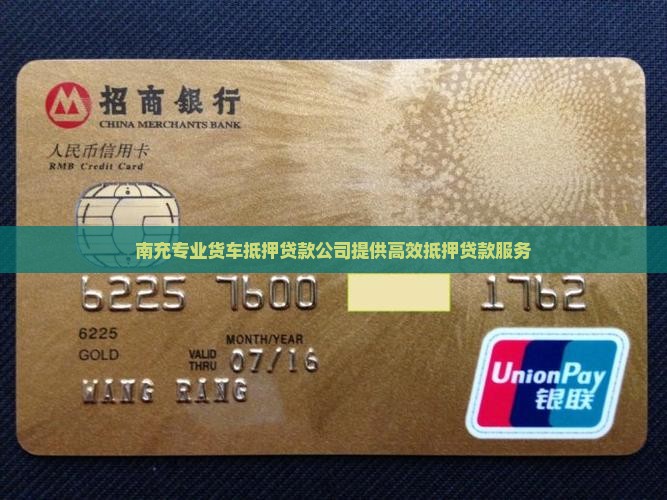 招商銀行
CHINA MERCHANTS BANK
人民币信用卡
RMB Credit Card
南充专业货车抵押贷款公司提供高效抵押贷款服务
6225 7600 1762
6225
MONTH/YEAR
GOLD VALID THRU 07/16
WANG RANG
UnionPay
银联